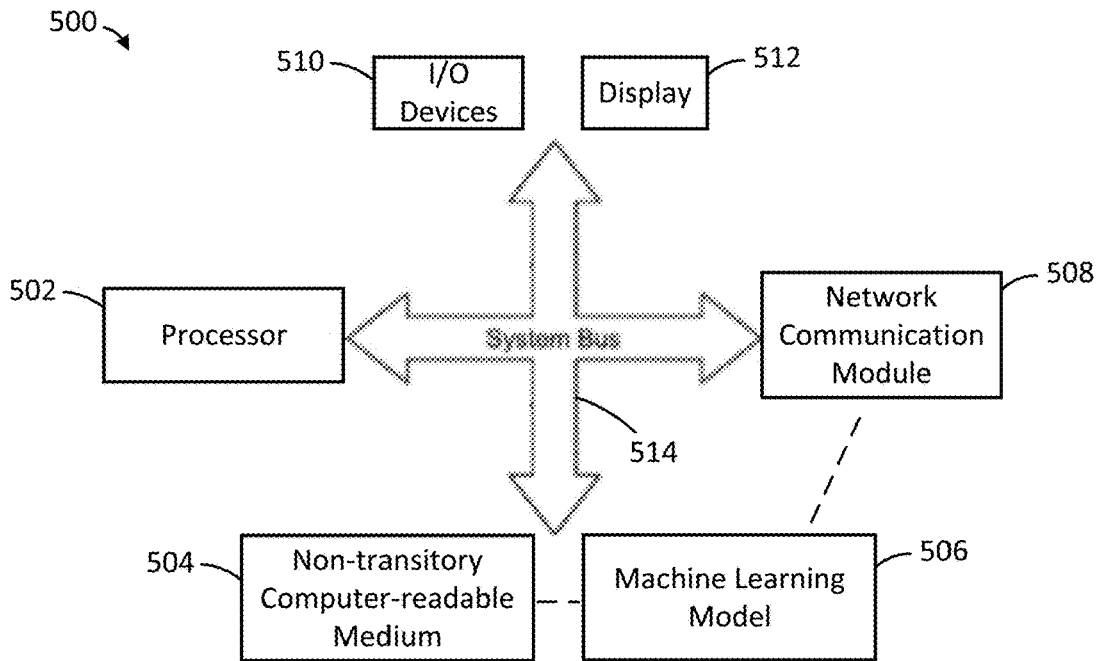 500
510
I/O
Devices
Display
512
502
Processor
System Bus
Network
Communication
Module
508
514
504
Non-transitory
Computer-readable
Medium
Machine Learning
Model
506